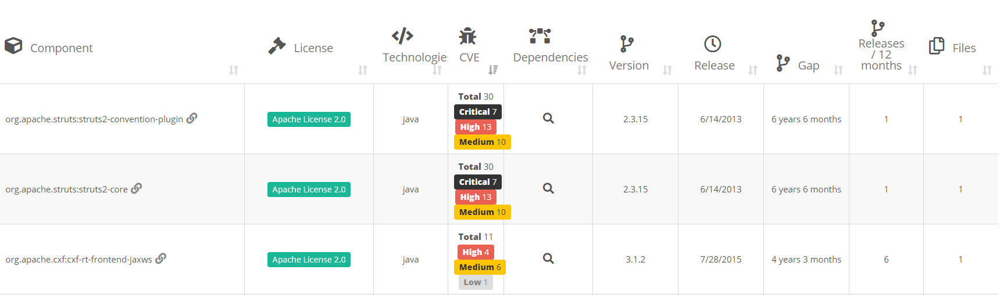 Component
License
Technologies
CVE
Dependencies
Version
Release
Gap
Releases
/ 12
months
Files
org.apache.struts:struts2-convention-plugin
Apache License 2.0
java
Total 30
Critical 7
High 13
Medium 10
2.3.15
6/14/2013
6 years 6 months
1
1
org.apache.struts:struts2-core
Apache License 2.0
java
Total 30
Critical 7
High 13
Medium 10
2.3.15
6/14/2013
6 years 6 months
1
1
org.apache.cxf:cxf-rt-frontend-jaxws
Apache License 2.0
java
Total 11
High 4
Medium 6
Low 1
3.1.2
7/28/2015
4 years 3 months
6
1